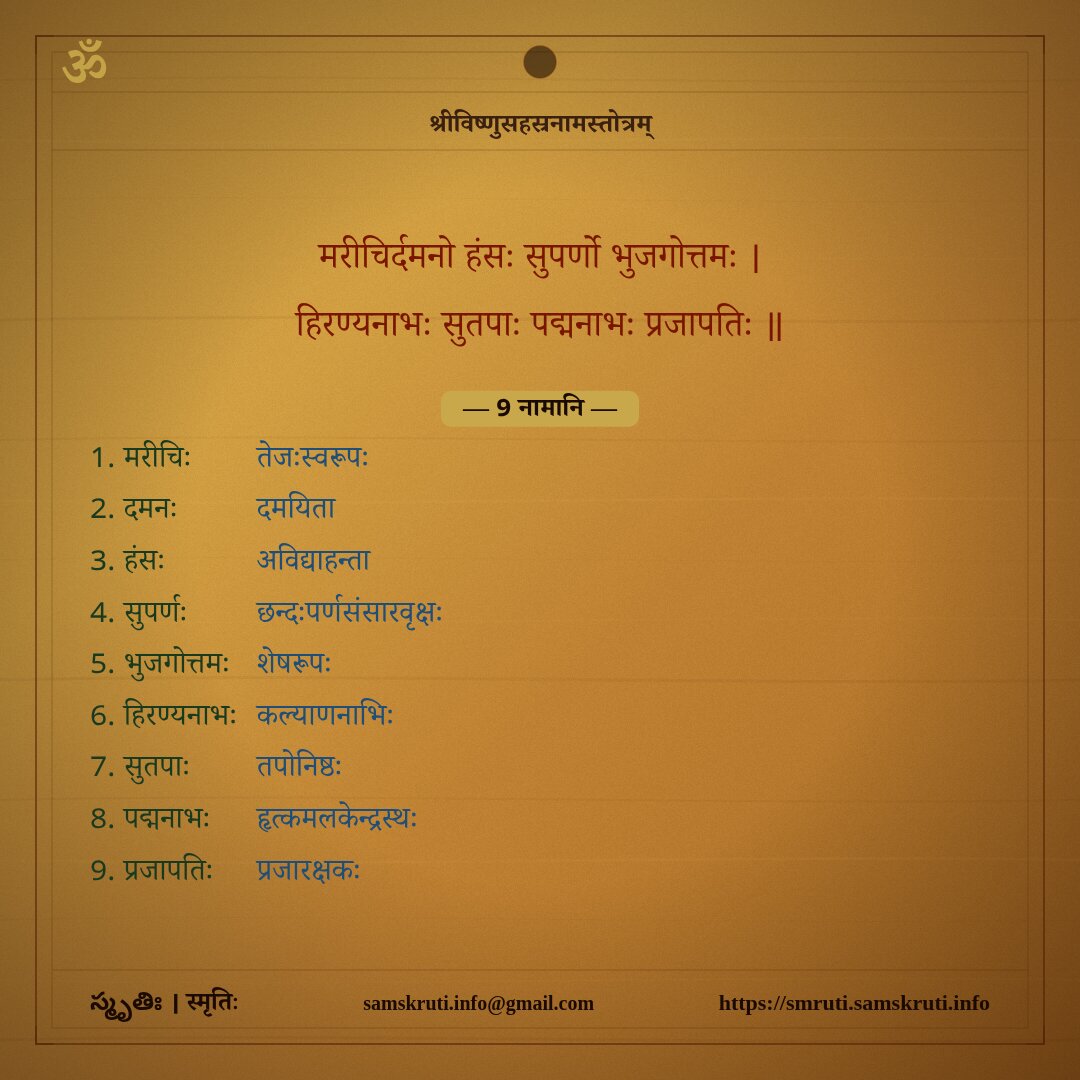 ॐ
श्रीविष्णुसहस्रनामस्तोत्रम्
मरीचिर्दमनो हंसः सुपर्णो भुजगोत्तमः |
हिरण्यनाभः सुतपाः पद्मनाभः प्रजापतिः ||
— 9 नामानि —
1. मरीचिः तेजःस्वरूपः
2. दमनः दमयिता
3. हंसः अविद्याहन्ता
4. सुपर्णः छन्दःपर्णसंसारवृक्षः
5. भुजगोत्तमः शेषरूपः
6. हिरण्यनाभः कल्याणनाभिः
7. सुतपाः तपोनिष्ठः
8. पद्मनाभः हृत्कमलकेन्द्रस्थः
9. प्रजापतिः प्रजारक्षकः
స్మృతిః | स्मृतिः samskruti.info@gmail.com https://smruti.samskruti.info